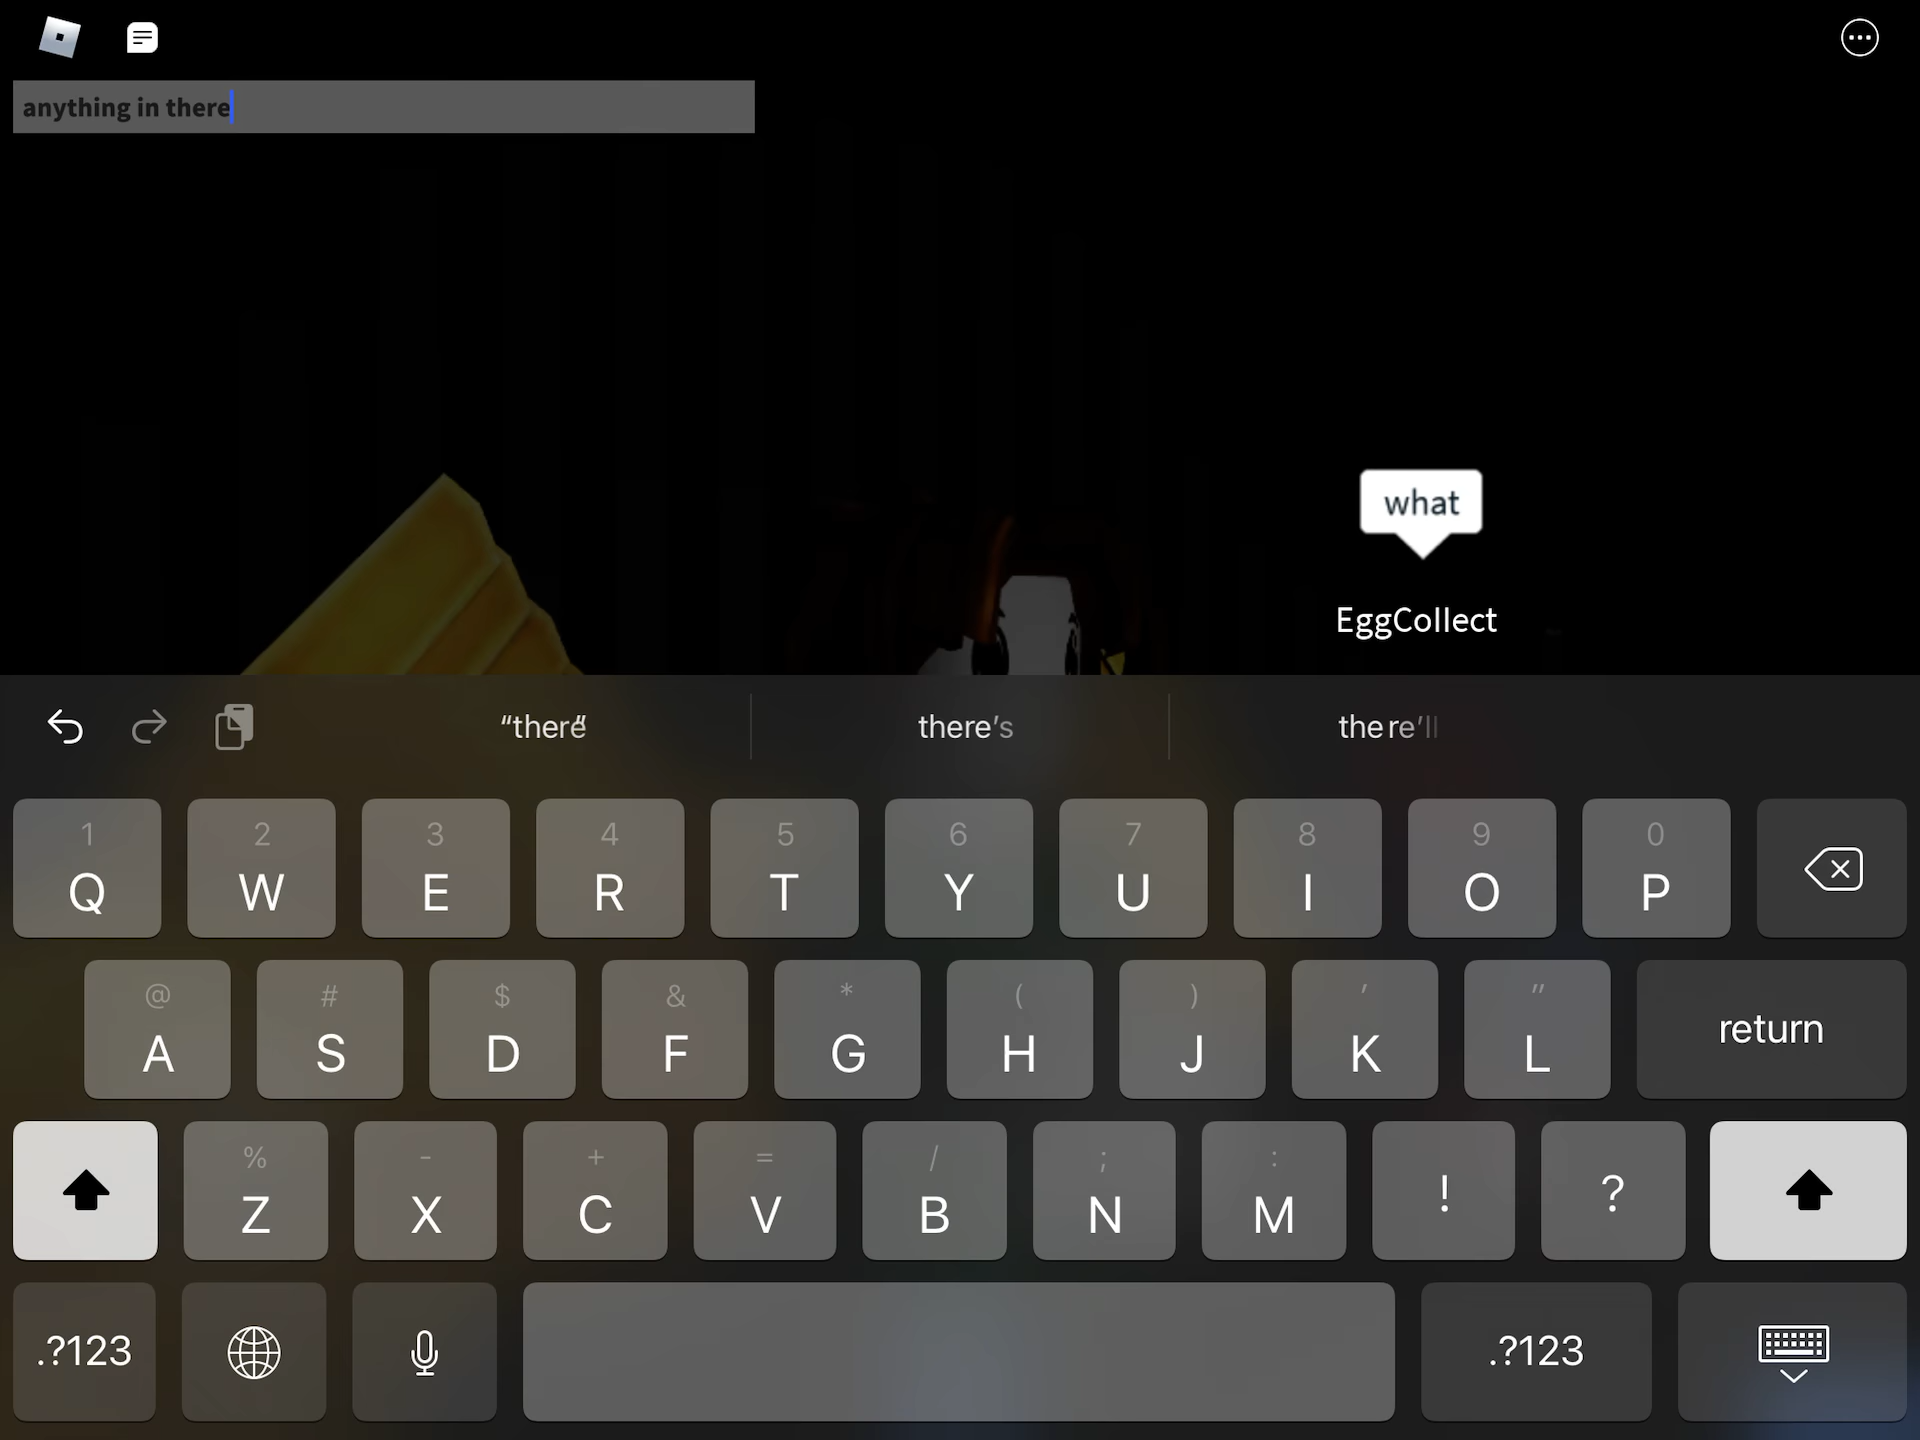 anything in there
what
EggCollect
“there“ there’s there’ll
1 2 3 4 5 6 7 8 9 0
Q W E R T Y U I O P
@ # $ & * ( ) ′ ″
A S D F G H J K L return
% - + = / ; :
Z X C V B N M ! ?
.?123 .?123